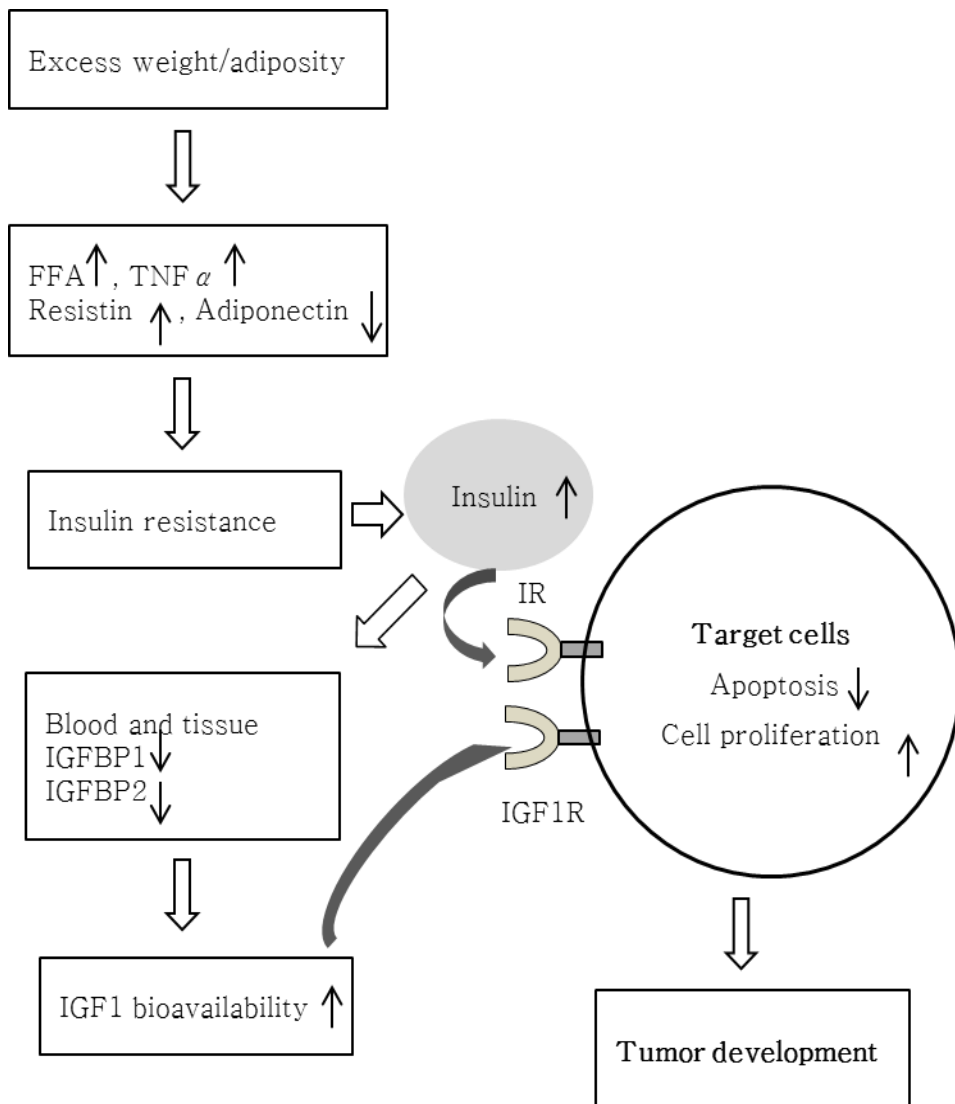 Excess weight/adiposity
FFA↑, TNFα ↑
Resistin ↑, Adiponectin ↓
Insulin resistance
Insulin ↑
IR
Target cells
Apoptosis ↓
Cell proliferation ↑
Blood and tissue
IGFBP1↓
IGFBP2↓
IGF1R
IGF1 bioavailability ↑
Tumor development